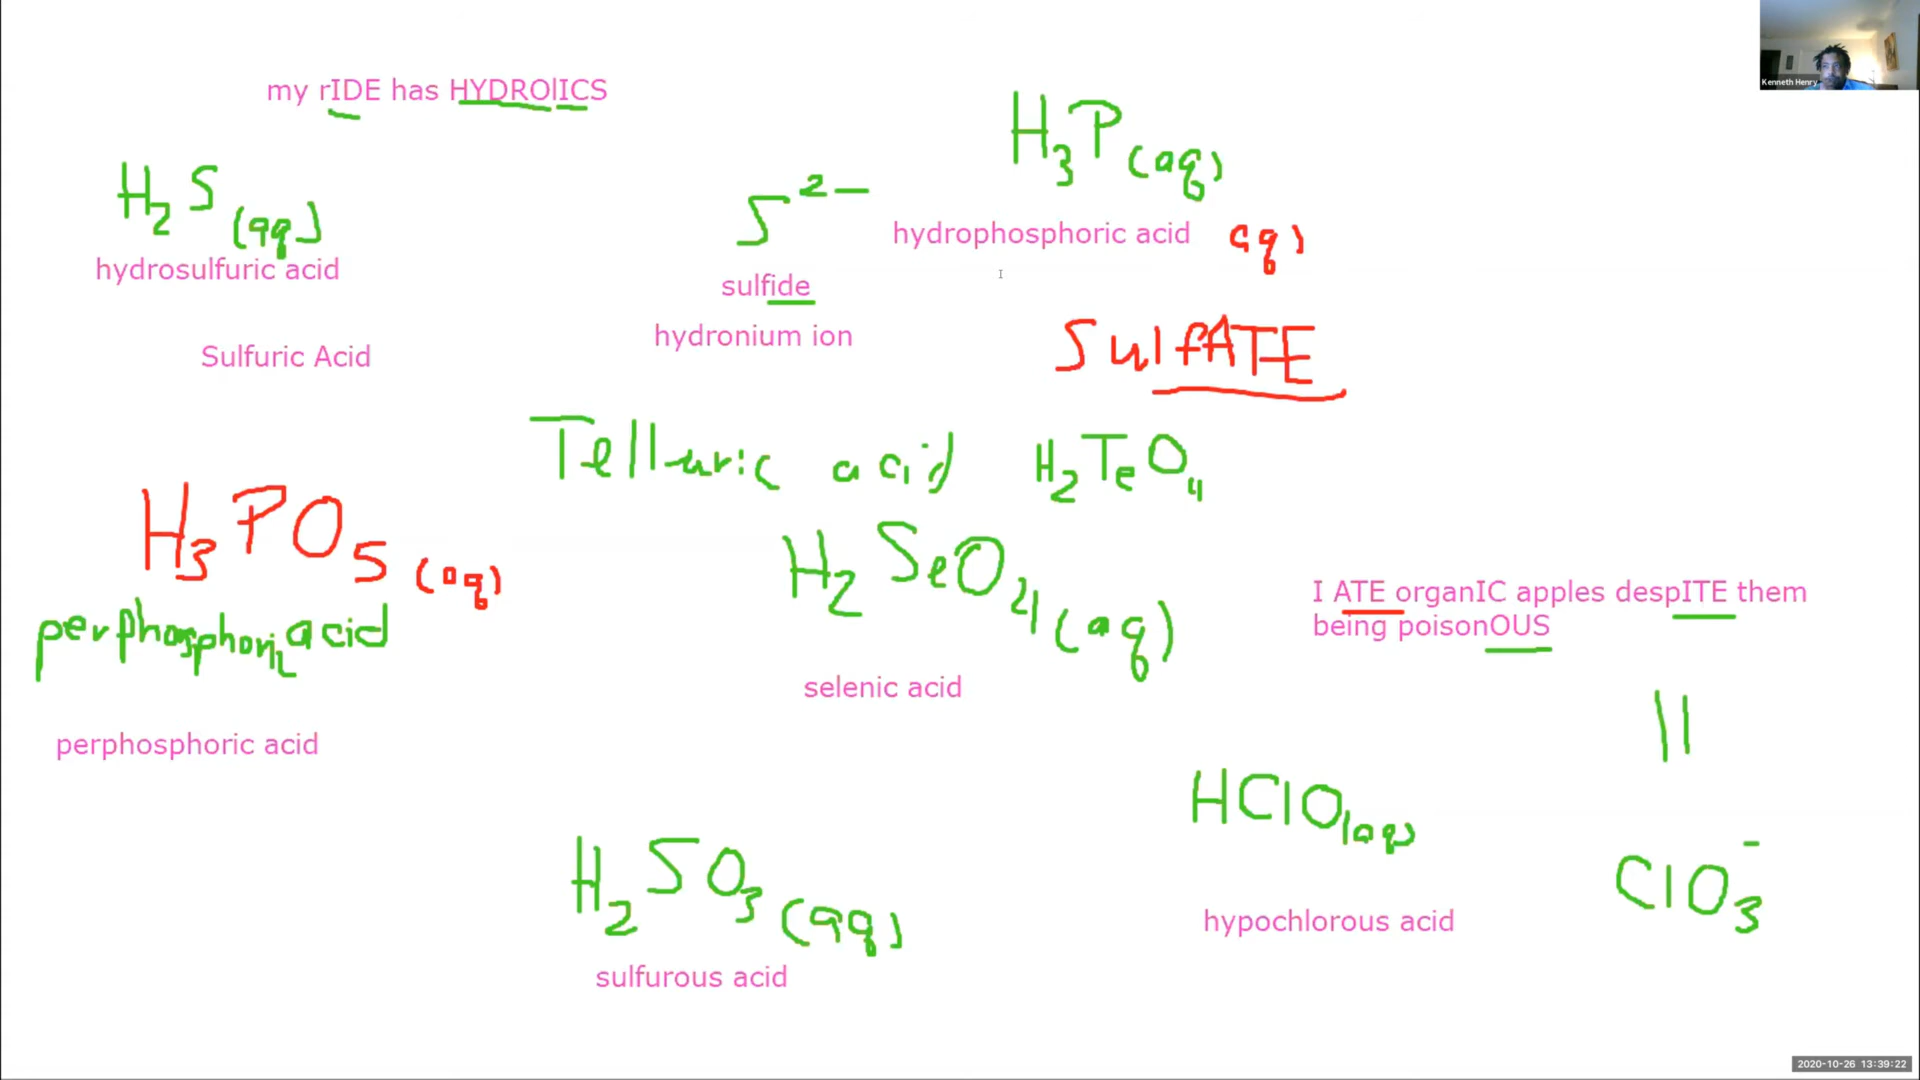 Kenneth Henry
my rIDE has HYDROlICS
H3P(aq)
H2S(aq)
S2−
hydrophosphoric acid
aq)
hydrosulfuric acid
sulfide
hydronium ion
SulfATE
Sulfuric Acid
Telluric acid H2TeO4
H3PO5(aq)
H2SeO4(aq)
I ATE organIC apples despITE them
being poisonOUS
perphosphoric acid
selenic acid
perphosphoric acid
HClO(aq)
H2SO3(aq)
ClO3-
hypochlorous acid
sulfurous acid
2020-10-26 13:39:22